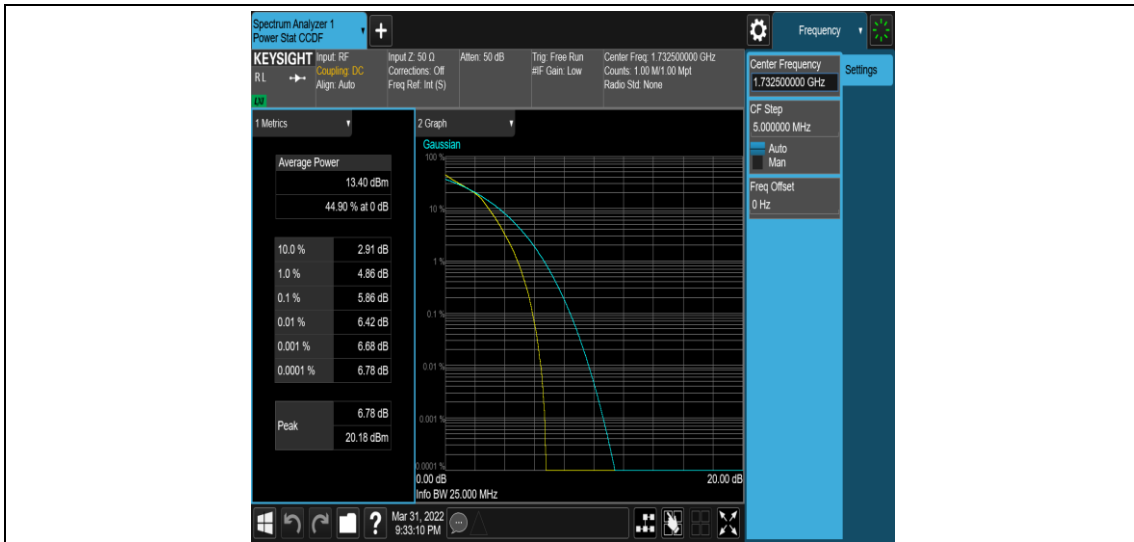 Spectrum Analyzer 1
Power Stat CCDF
+
Frequency
KEYSIGHT
RL
LXI
Input: RF
Coupling: DC
Align: Auto
Input Z: 50 Ω
Corrections: Off
Freq Ref: Int (S)
Atten: 50 dB
Trig: Free Run
#IF Gain: Low
Center Freq: 1.732500000 GHz
Counts: 1.00 M/1.00 Mpt
Radio Std: None
Center Frequency
1.732500000 GHz
Settings
CF Step
5.000000 MHz
Auto
Man
Freq Offset
0 Hz
1 Metrics
Average Power
13.40 dBm
44.90 % at 0 dB
10.0 % 2.91 dB
1.0 % 4.86 dB
0.1 % 5.86 dB
0.01 % 6.42 dB
0.001 % 6.68 dB
0.0001 % 6.78 dB
Peak
6.78 dB
20.18 dBm
2 Graph
Gaussian
100 %
10 %
1 %
0.1 %
0.01 %
0.001 %
0.0001 %
0.00 dB 20.00 dB
Info BW 25.000 MHz
?
Mar 31, 2022
9:33:10 PM